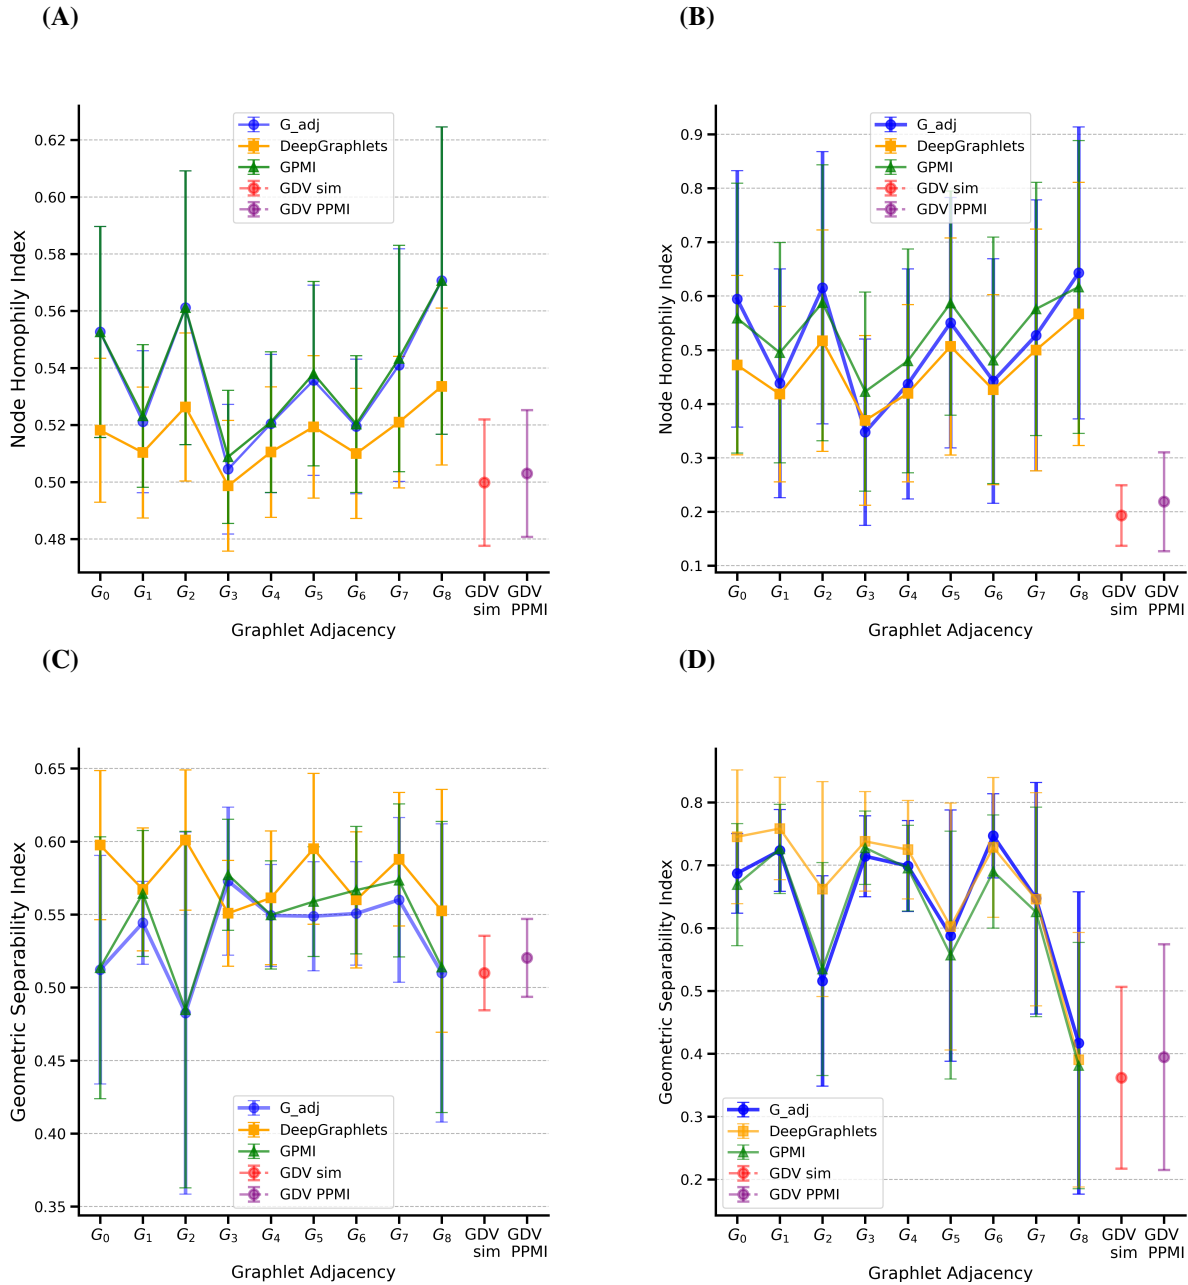 (A)
Node Homophily Index
0.62
0.60
0.58
0.56
0.54
0.52
0.50
0.48
G_adj
DeepGraphlets
GPMI
GDV sim
GDV PPMI
G0 G1 G2 G3 G4 G5 G6 G7 G8 GDV sim GDV PPMI
Graphlet Adjacency
(B)
Node Homophily Index
0.9
0.8
0.7
0.6
0.5
0.4
0.3
0.2
0.1
G_adj
DeepGraphlets
GPMI
GDV sim
GDV PPMI
G0 G1 G2 G3 G4 G5 G6 G7 G8 GDV sim GDV PPMI
Graphlet Adjacency
(C)
Geometric Separability Index
0.65
0.60
0.55
0.50
0.45
0.40
0.35
G_adj
DeepGraphlets
GPMI
GDV sim
GDV PPMI
G0 G1 G2 G3 G4 G5 G6 G7 G8 GDV sim GDV PPMI
Graphlet Adjacency
(D)
Geometric Separability Index
0.8
0.7
0.6
0.5
0.4
0.3
0.2
G_adj
DeepGraphlets
GPMI
GDV sim
GDV PPMI
G0 G1 G2 G3 G4 G5 G6 G7 G8 GDV sim GDV PPMI
Graphlet Adjacency